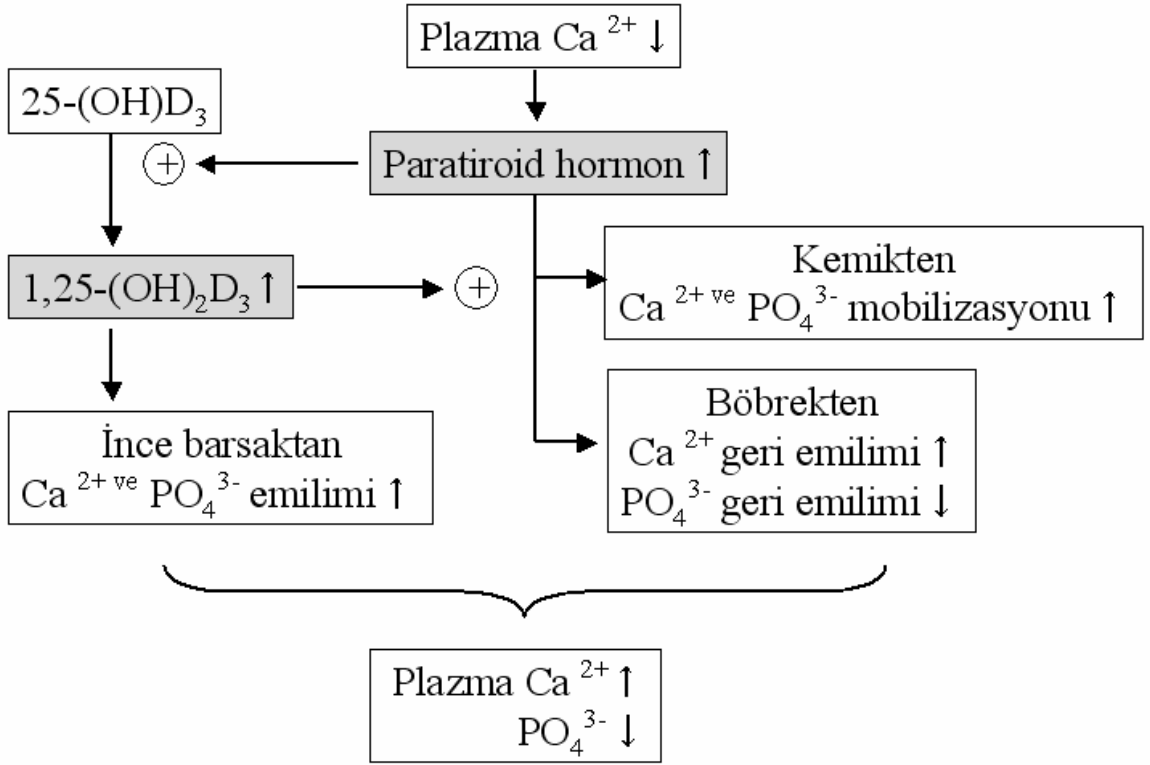 Plazma Ca 2+ ↓
25-(OH)D3
+
Paratiroid hormon ↑
1,25-(OH)2D3 ↑
+
Kemikten
Ca 2+ ve PO4 3- mobilizasyonu ↑
İnce barsaktan
Ca 2+ ve PO4 3- emilimi ↑
Böbrekten
Ca 2+ geri emilimi ↑
PO4 3- geri emilimi ↓
Plazma Ca 2+ ↑
PO4 3- ↓